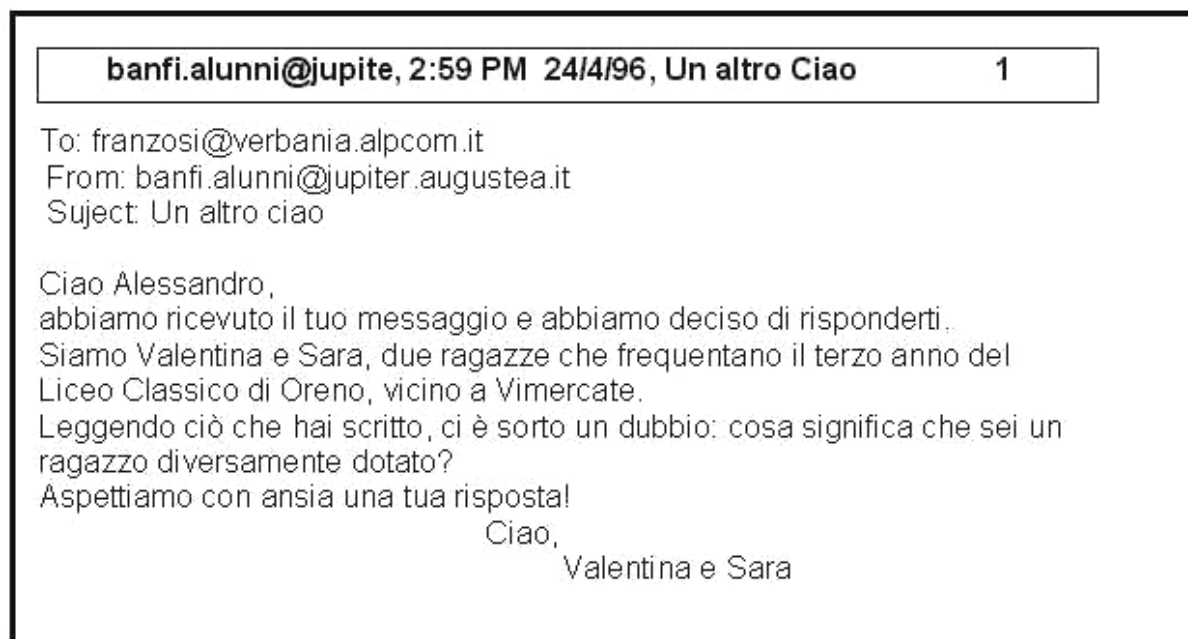 banfi.alunni@jupite, 2:59 PM 24/4/96, Un altro Ciao 1
To: franzosi@verbania.alpcom.it
From: banfi.alunni@jupiter.augustea.it
Suject: Un altro ciao
Ciao Alessandro,
abbiamo ricevuto il tuo messaggio e abbiamo deciso di risponderti.
Siamo Valentina e Sara, due ragazze che frequentano il terzo anno del
Liceo Classico di Oreno, vicino a Vimercate.
Leggendo ciò che hai scritto, ci è sorto un dubbio: cosa significa che sei un
ragazzo diversamente dotato?
Aspettiamo con ansia una tua risposta!
Ciao,
Valentina e Sara